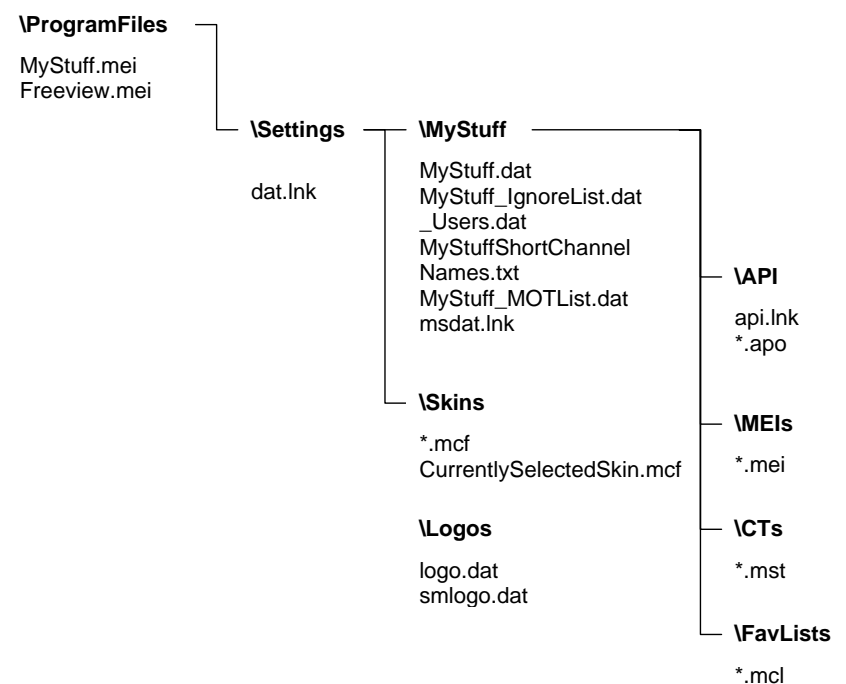 \ProgramFiles
MyStuff.mei
Freeview.mei
\Settings
dat.lnk
\MyStuff
MyStuff.dat
MyStuff_IgnoreList.dat
_Users.dat
MyStuffShortChannel
Names.txt
MyStuff_MOTList.dat
msdat.lnk
\Skins
*.mcf
CurrentlySelectedSkin.mcf
\Logos
logo.dat
smlogo.dat
\API
api.lnk
*.apo
\MEIs
*.mei
\CTs
*.mst
\FavLists
*.mcl